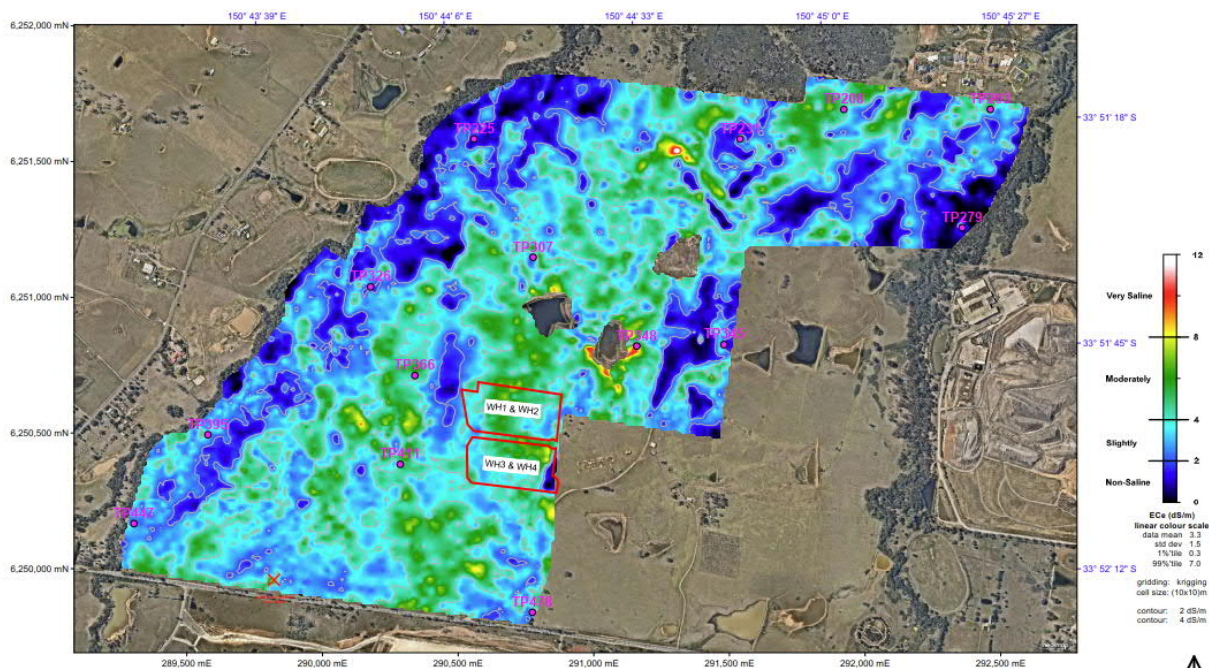 150° 43' 39" E
150° 44' 6" E
150° 44' 33" E
150° 45' 0" E
150° 45' 27" E
6,252,000 mN
6,251,500 mN
6,251,000 mN
6,250,500 mN
6,250,000 mN
33° 51' 18" S
33° 51' 45" S
33° 52' 12" S
TP225
TP279
TP307
TP326
TP348
TP366
TP411
TP447
TP478
WH1 & WH2
WH3 & WH4
289,500 mE
290,000 mE
290,500 mE
291,000 mE
291,500 mE
292,000 mE
292,500 mE
12
Very Saline
8
Moderately
4
Slightly
2
Non-Saline
0
ECe (dS/m)
linear colour scale
data mean 3.3
std dev 1.5
1%'tile 0.3
99%'tile 7.0
gridding: krigging
cell size: (10x10)m
contour: 2 dS/m
contour: 4 dS/m